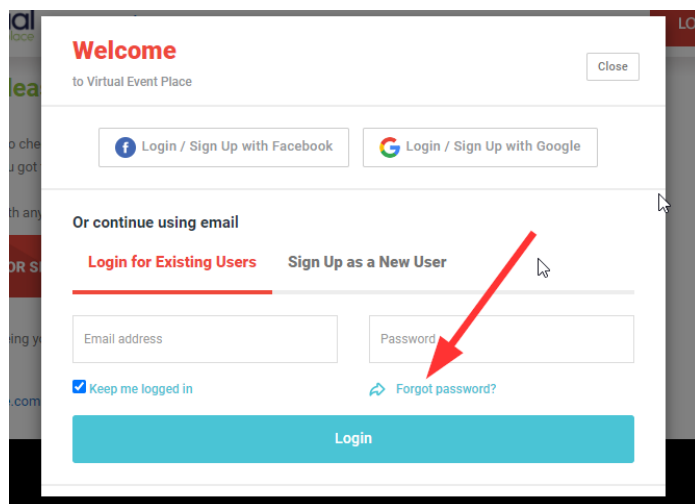 Welcome
to Virtual Event Place
Close
Login / Sign Up with Facebook
Login / Sign Up with Google
Or continue using email
Login for Existing Users
Sign Up as a New User
Email address
Password
Keep me logged in
Forgot password?
Login